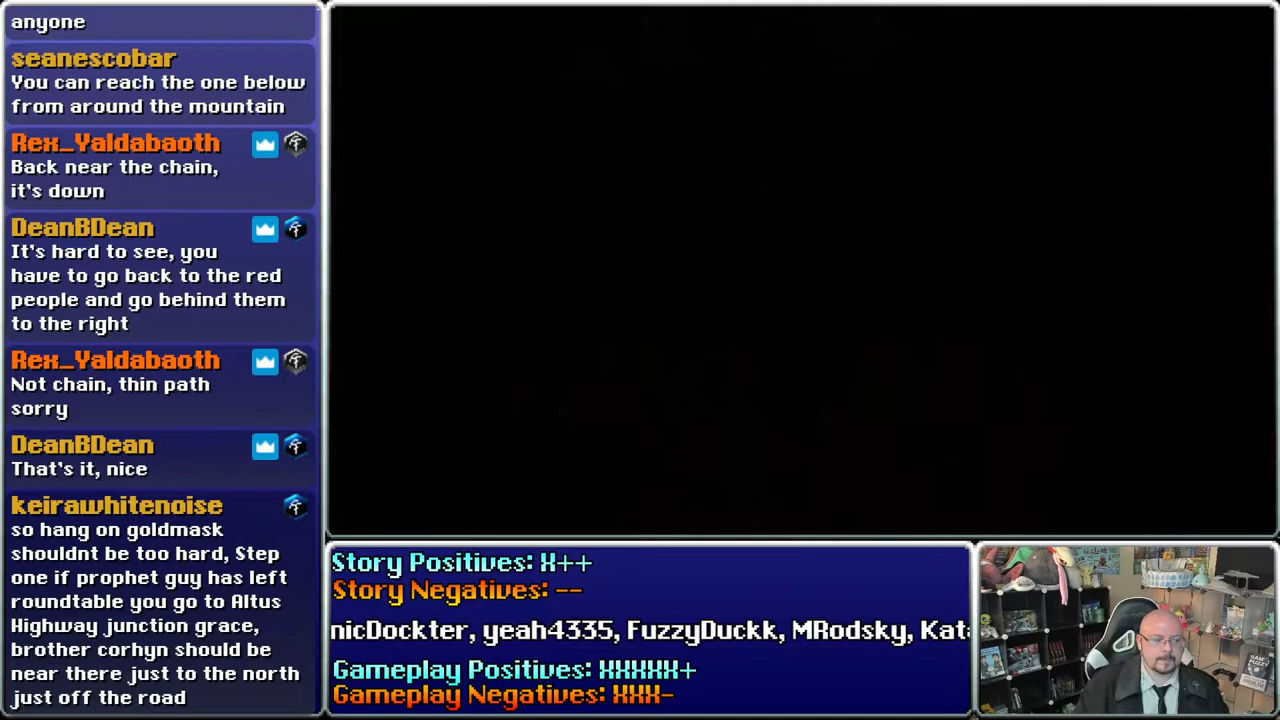 anyone
seanescobar
You can reach the one below
from around the mountain
Rex_Yaldabaoth
Back near the chain,
it's down
DeanBDean
It's hard to see, you
have to go back to the red
people and go behind them
to the right
Rex_Yaldabaoth
Not chain, thin path
sorry
DeanBDean
That's it, nice
keirawhitenoise
so hang on goldmask
shouldnt be too hard, Step
one if prophet guy has left
roundtable you go to Altus
Highway junction grace,
brother corhyn should be
near there just to the north
just off the road
Story Positives: X++
Story Negatives: --
nicDockter, yeah4335, FuzzyDuckk, MRodsky, Kat
Gameplay Positives: XXXXX+
Gameplay Negatives: XXX-